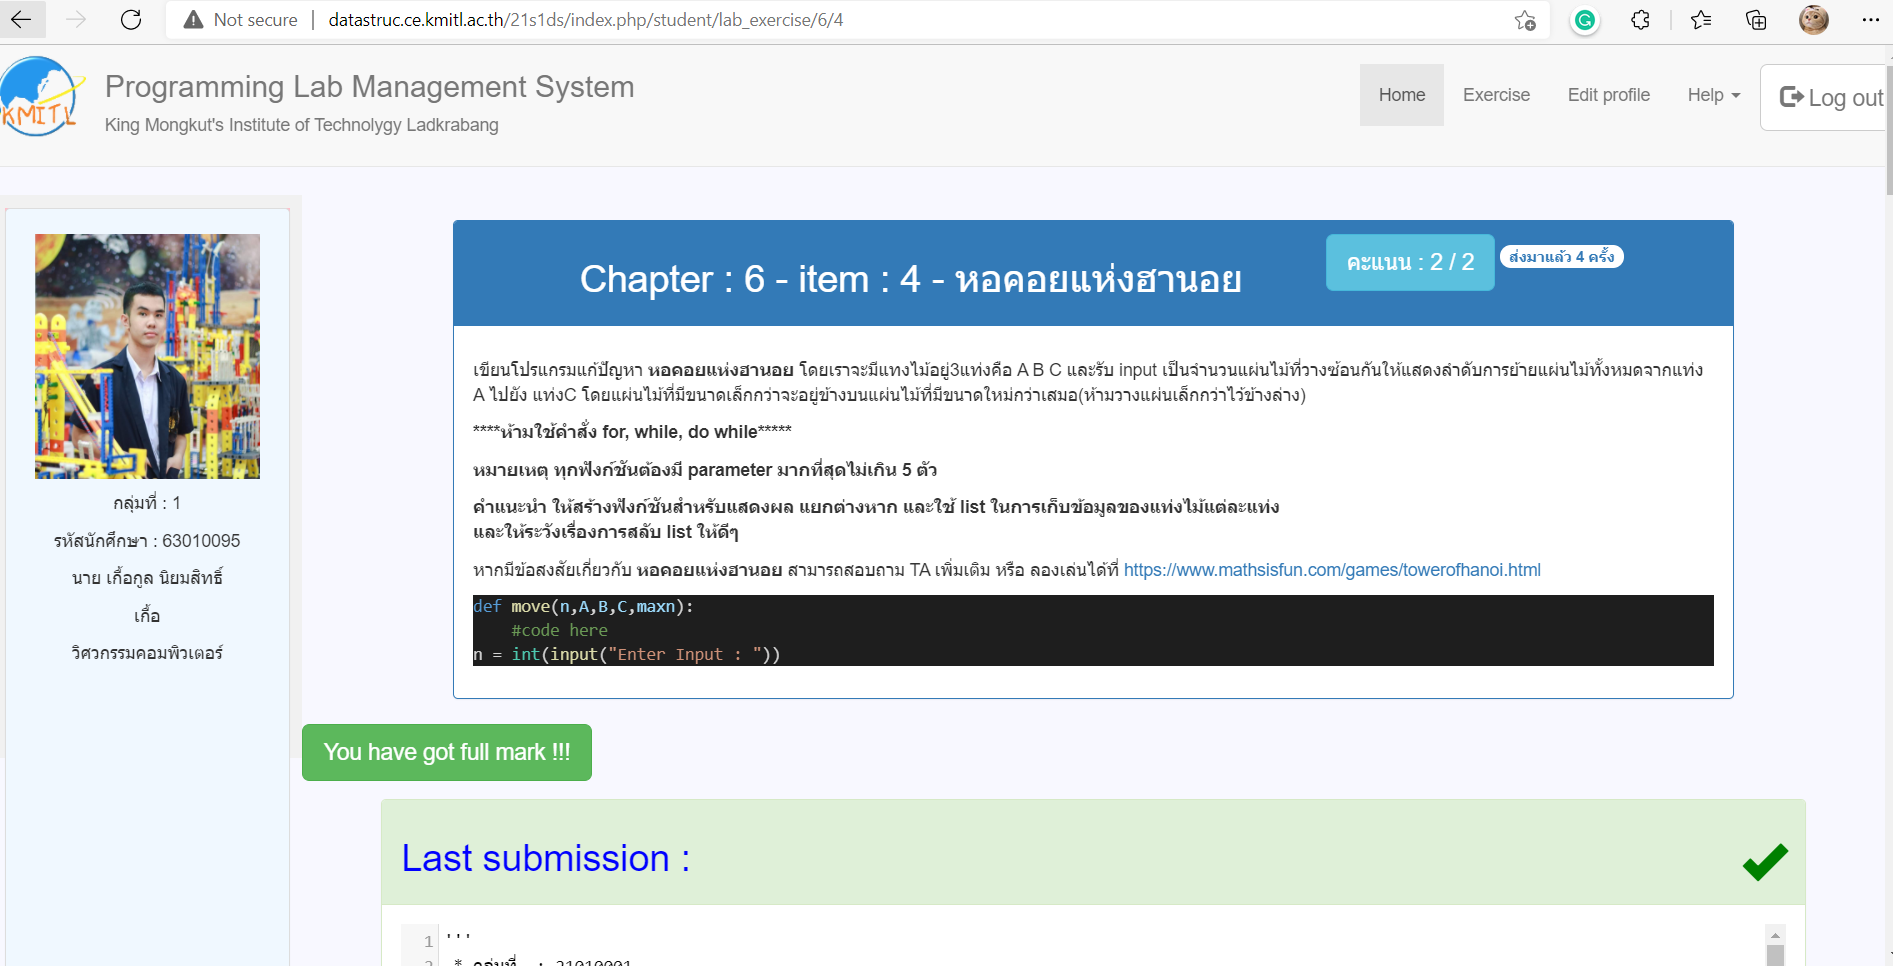 Not secure
datastruc.ce.kmitl.ac.th/21s1ds/index.php/student/lab_exercise/6/4
KMITL
Programming Lab Management System
King Mongkut's Institute of Technolygy Ladkrabang
Home
Exercise
Edit profile
Help
Log out
กลุ่มที่ : 1
รหัสนักศึกษา : 63010095
นาย เกื้อกูล นิยมสิทธิ์
เกื้อ
วิศวกรรมคอมพิวเตอร์
Chapter : 6 - item : 4 - หอคอยแห่งฮานอย
คะแนน : 2 / 2
ส่งมาแล้ว 4 ครั้ง
เขียนโปรแกรมแก้ปัญหา หอคอยแห่งฮานอย โดยเราจะมีแทงไม้อยู่3แท่งคือ A B C และรับ input เป็นจำนวนแผ่นไม้ที่วางซ้อนกันให้แสดงลำดับการย้ายแผ่นไม้ทั้งหมดจากแท่ง
A ไปยัง แท่งC โดยแผ่นไม้ที่มีขนาดเล็กกว่าจะอยู่ข้างบนแผ่นไม้ที่มีขนาดใหม่กว่าเสมอ(ห้ามวางแผ่นเล็กกว่าไว้ข้างล่าง)
****ห้ามใช้คำสั่ง for, while, do while*****
หมายเหตุ ทุกฟังก์ชันต้องมี parameter มากที่สุดไม่เกิน 5 ตัว
คำแนะนำ ให้สร้างฟังก์ชันสำหรับแสดงผล แยกต่างหาก และใช้ list ในการเก็บข้อมูลของแท่งไม้แต่ละแท่ง
และให้ระวังเรื่องการสลับ list ให้ดีๆ
หากมีข้อสงสัยเกี่ยวกับ หอคอยแห่งฮานอย สามารถสอบถาม TA เพิ่มเติม หรือ ลองเล่นได้ที่ https://www.mathsisfun.com/games/towerofhanoi.html
def move(n,A,B,C,maxn):
#code here
n = int(input("Enter Input : "))
You have got full mark !!!
Last submission :
1 '''
2 * กลุ่มที่ : 21010001